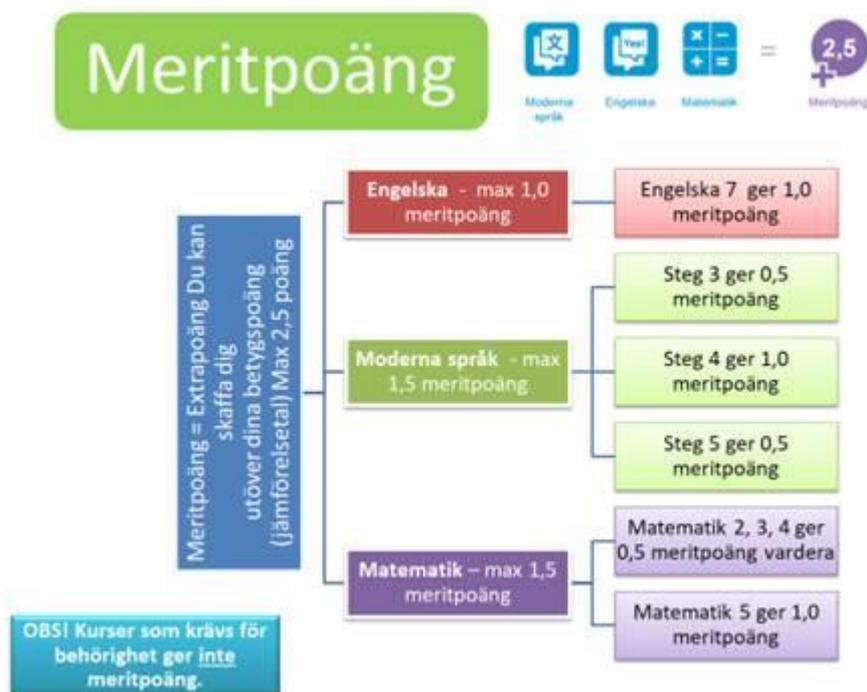 Meritpoäng
Yes!
× −
+ =
=
2,5
+
Moderna
språk
Engelska
Matematik
Meritpoäng
Meritpoäng = Extrapoäng Du kan
skaffa dig
utöver dina betygspoäng
(jämförelsetal) Max 2,5 poäng
Engelska - max 1,0
meritpoäng
Engelska 7 ger 1,0
meritpoäng
Moderna språk - max
1,5 meritpoäng
Steg 3 ger 0,5
meritpoäng
Steg 4 ger 1,0
meritpoäng
Steg 5 ger 0,5
meritpoäng
Matematik – max 1,5
meritpoäng
Matematik 2, 3, 4 ger
0,5 meritpoäng vardera
Matematik 5 ger 1,0
meritpoäng
OBS! Kurser som krävs för
behörighet ger inte
meritpoäng.